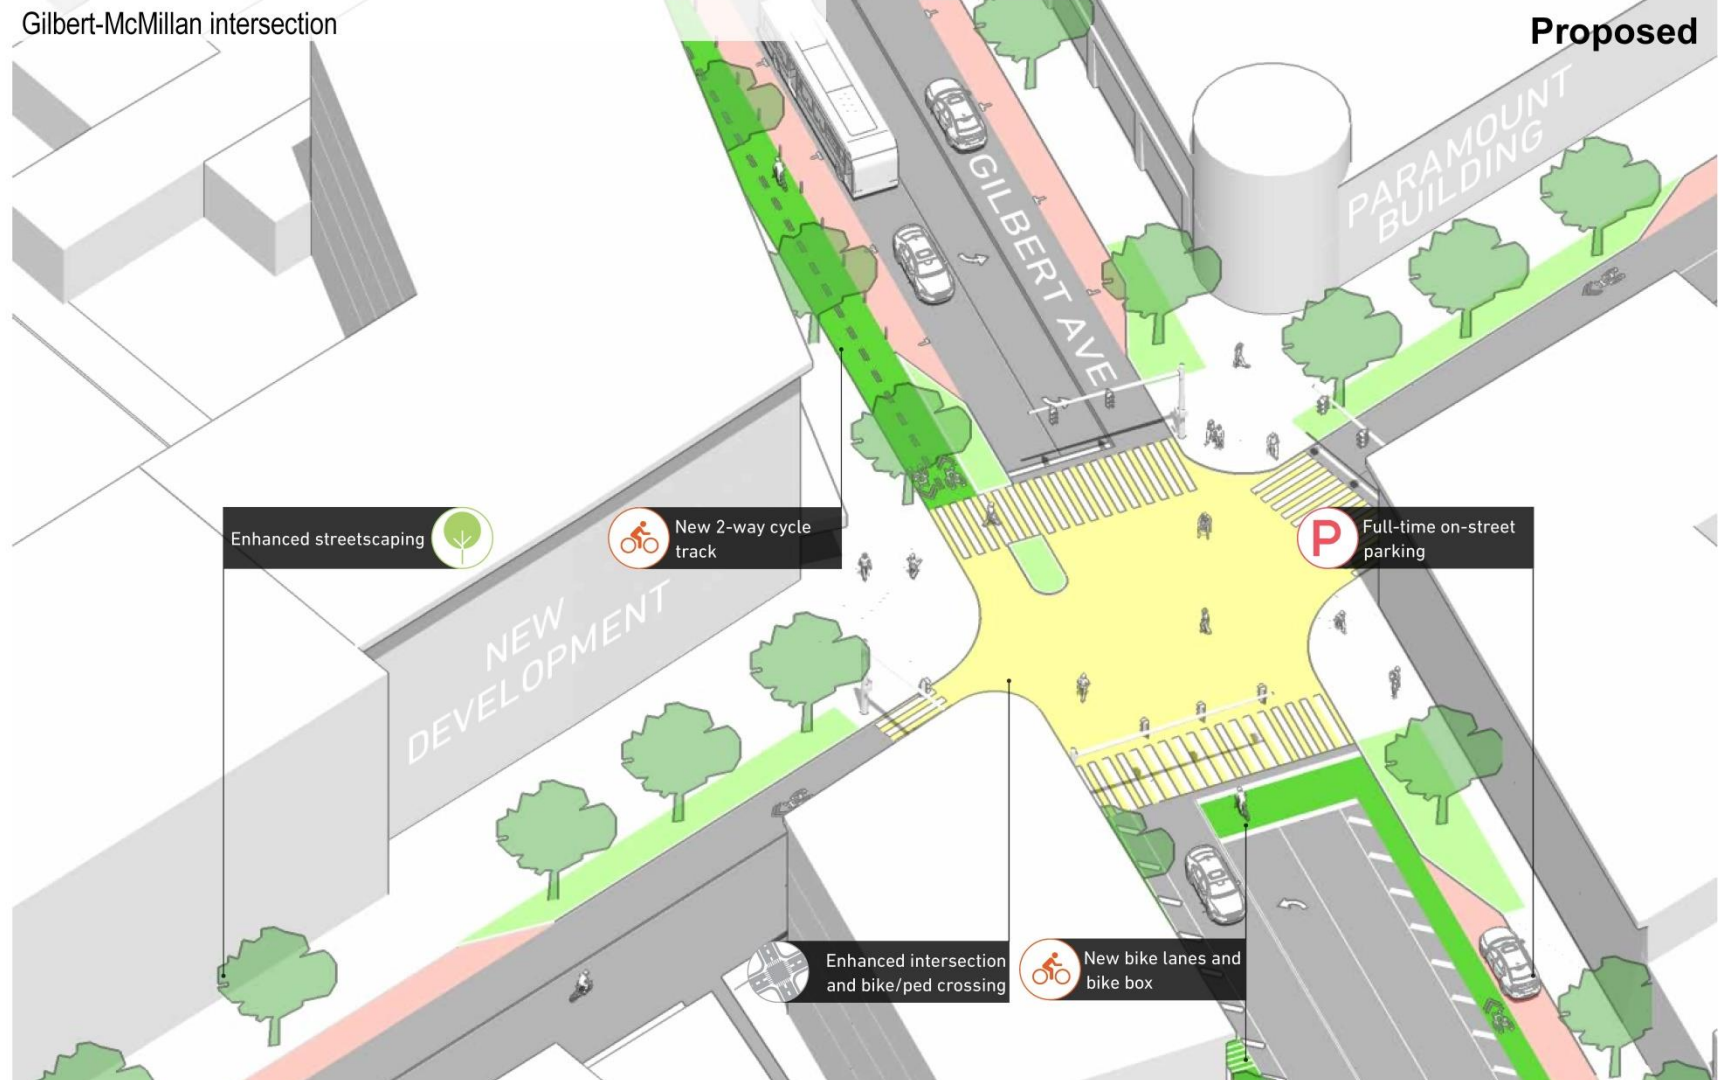 Gilbert-McMillan intersection
Proposed
GILBERT AVE
PARAMOUNT
BUILDING
Enhanced streetscaping
New 2-way cycle
track
P
Full-time on-street
parking
NEW
DEVELOPMENT
Enhanced intersection
and bike/ped crossing
New bike lanes and
bike box